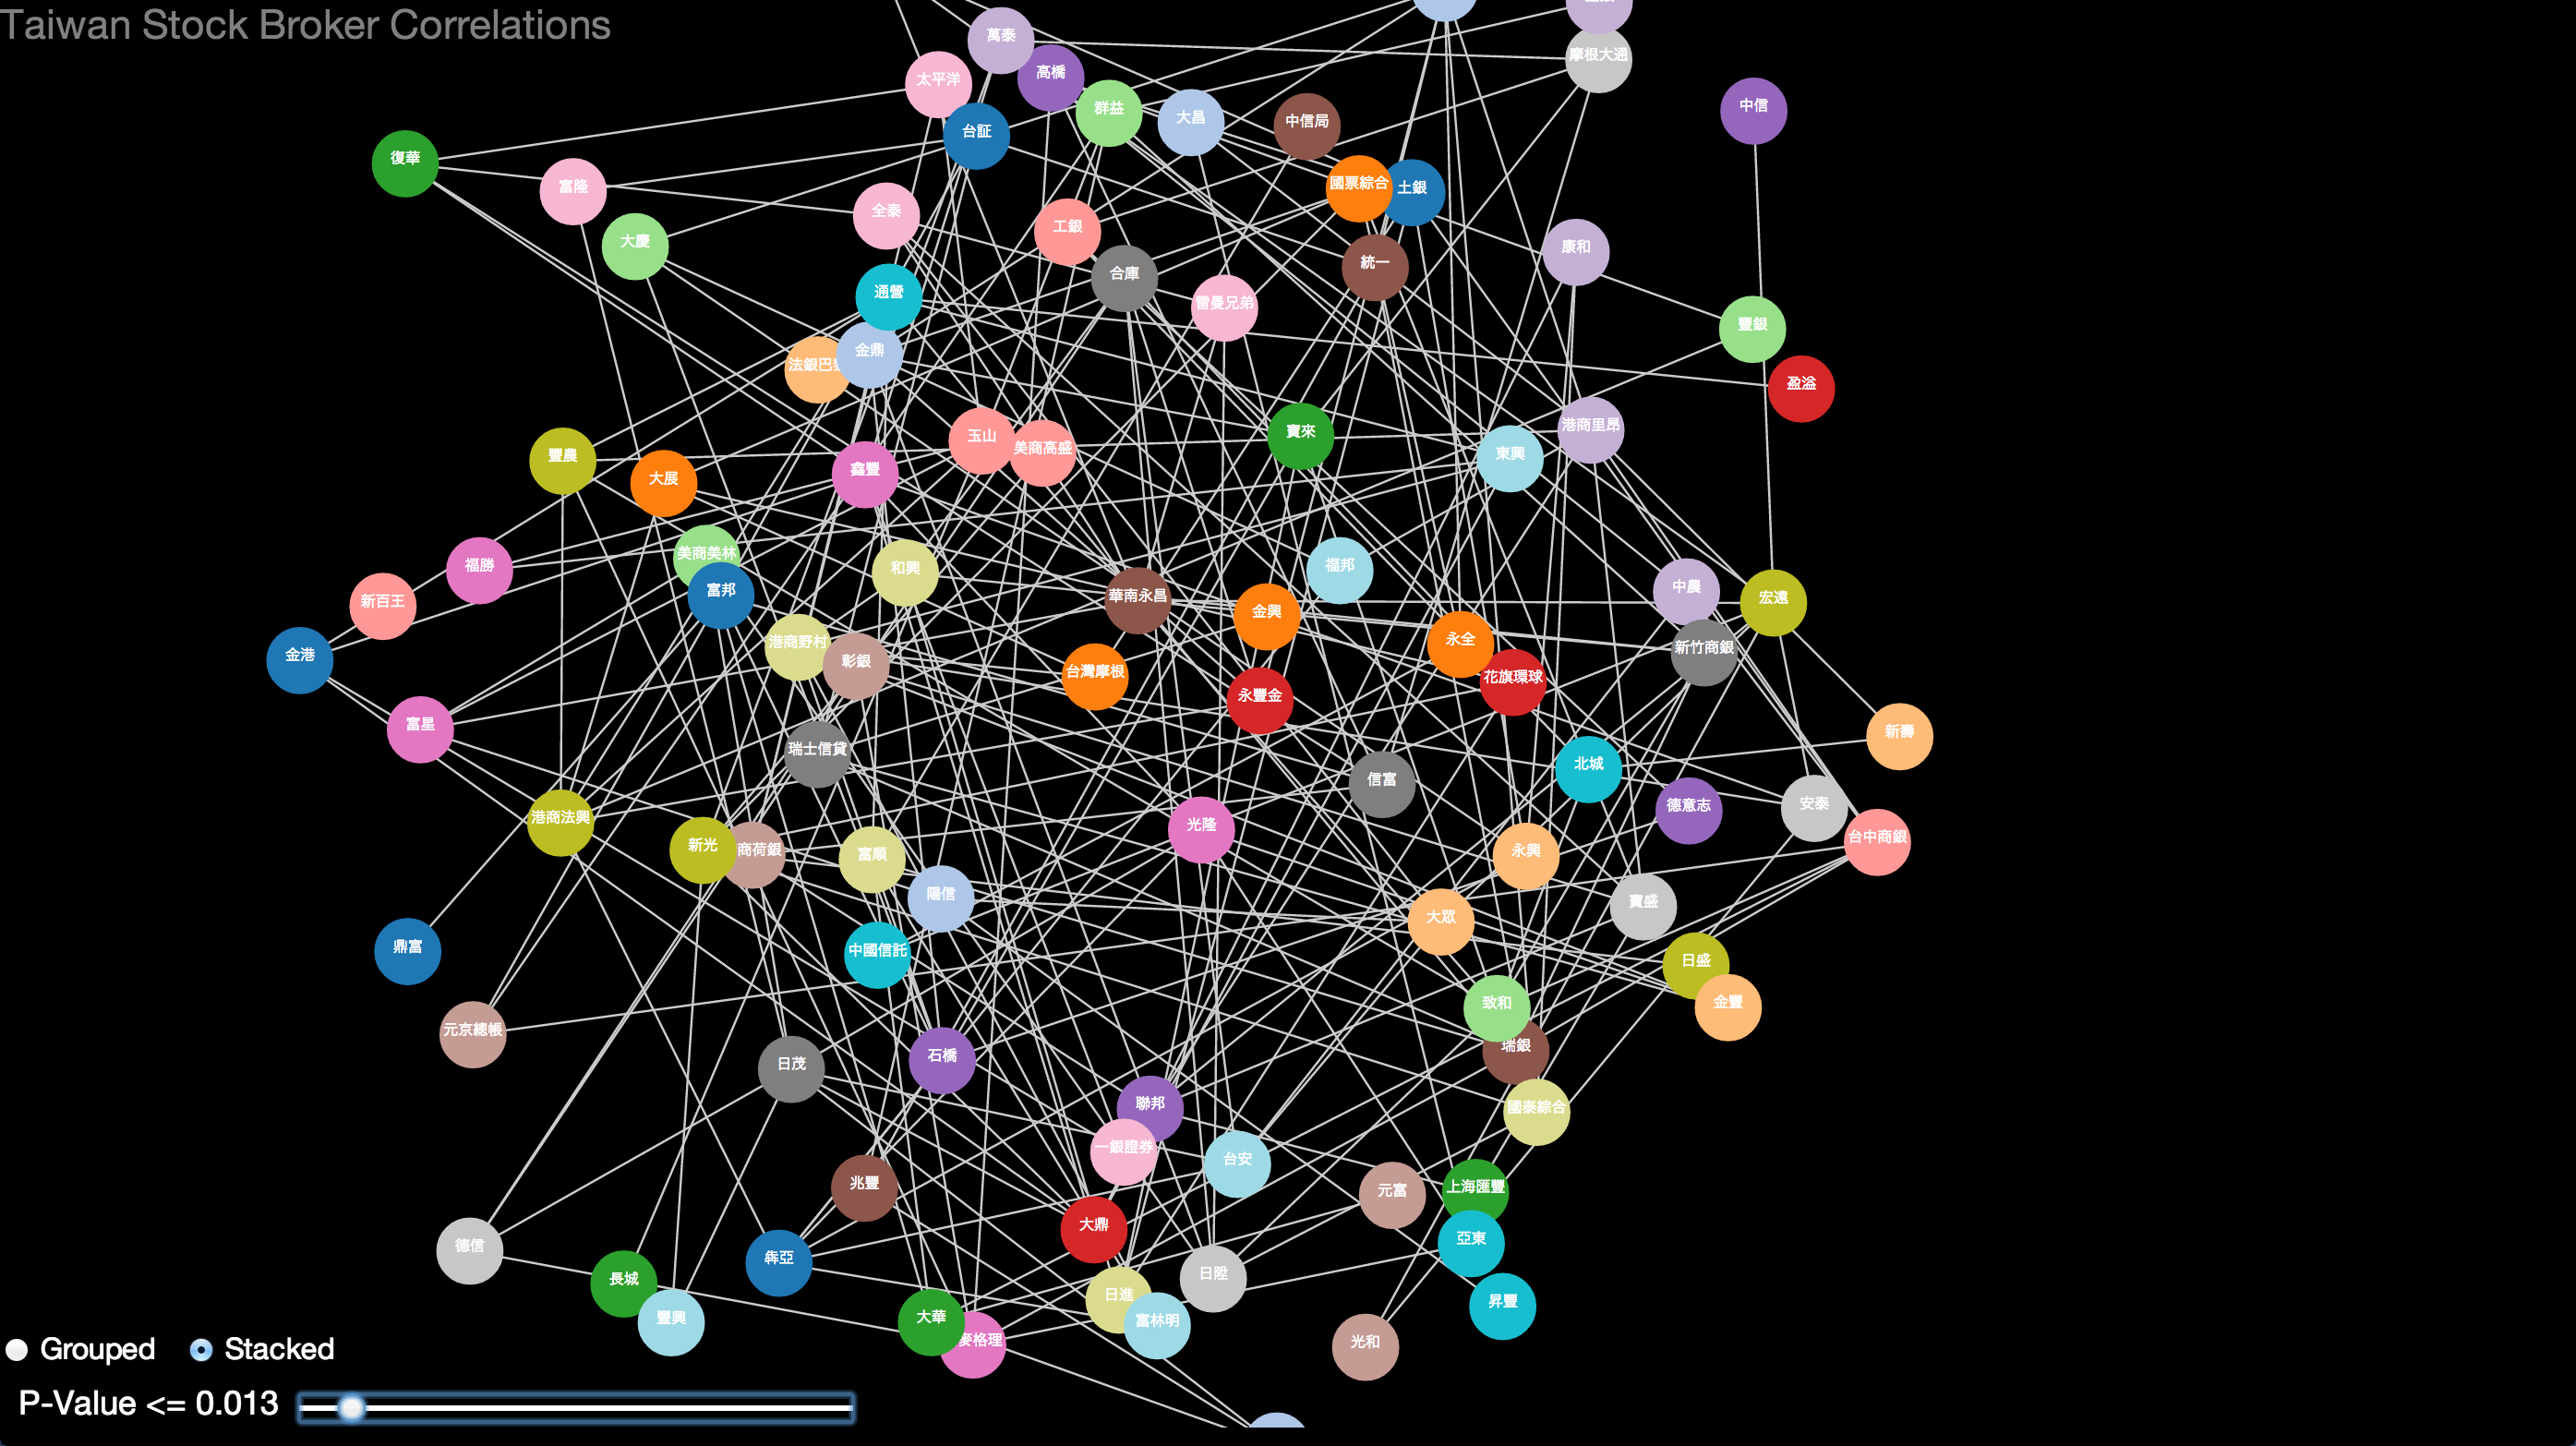 Taiwan Stock Broker Correlations
萬泰
摩根大通
高橋
太平洋
群益
中信
大昌
中信局
台証
復華
國票綜合
土銀
富隆
全泰
工銀
大慶
康和
統一
合庫
通營
雷曼兄弟
豐銀
金鼎
法銀巴黎
盈溢
港商里昂
寶來
玉山
美商高盛
東興
豐農
鑫豐
大展
美商美林
福勝
福邦
和興
中農
富邦
華南永昌
宏遠
新百王
金興
永全
港商野村
新竹商銀
金港
彰銀
台灣摩根
花旗環球
永豐金
富星
新壽
瑞士信貸
北城
信富
安泰
德意志
港商法興
光隆
台中商銀
新光
商荷銀
富順
永興
陽信
寶盛
大眾
鼎富
中國信託
日盛
致和
金豐
元京總帳
瑞銀
石橋
日茂
聯邦
國泰綜合
一銀證券
台安
兆豐
元富
上海匯豐
大鼎
亞東
德信
犇亞
日陞
長城
日進
昇豐
大華
豐興
富林明
麥格理
光和
Grouped
Stacked
P-Value <= 0.013